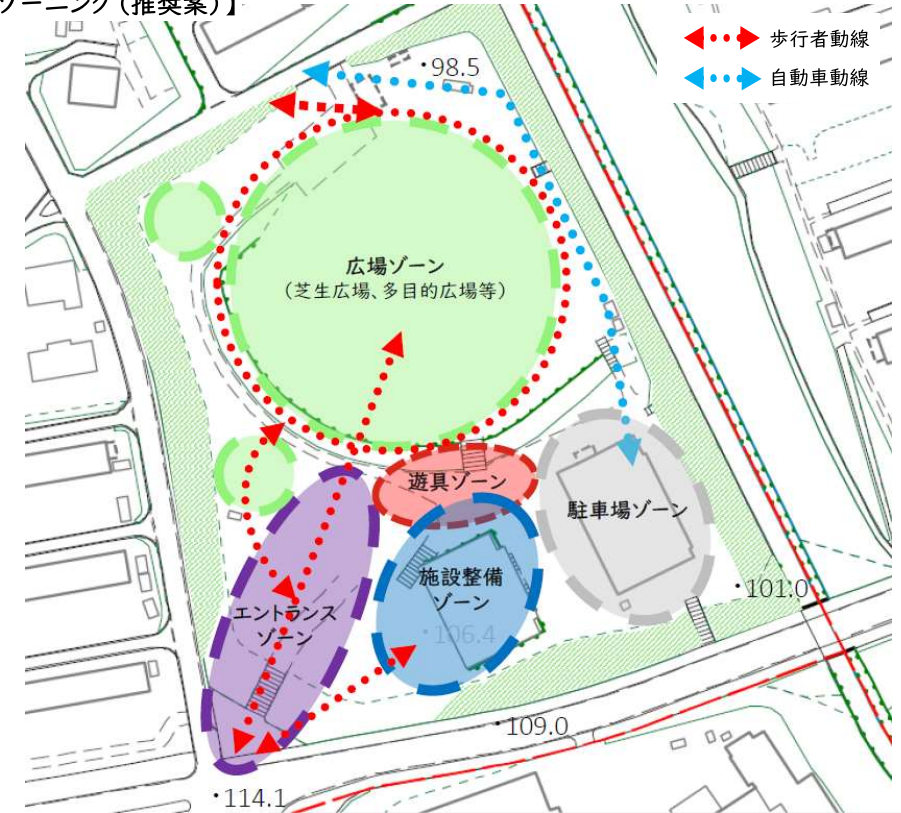 ゾーニング(推奨案)】
歩行者動線
自動車動線
・98.5
広場ゾーン
(芝生広場、多目的広場等)
遊具ゾーン
駐車場ゾーン
施設整備
ゾーン
・101.0
エントランス
ゾーン
・106.4
・109.0
・114.1